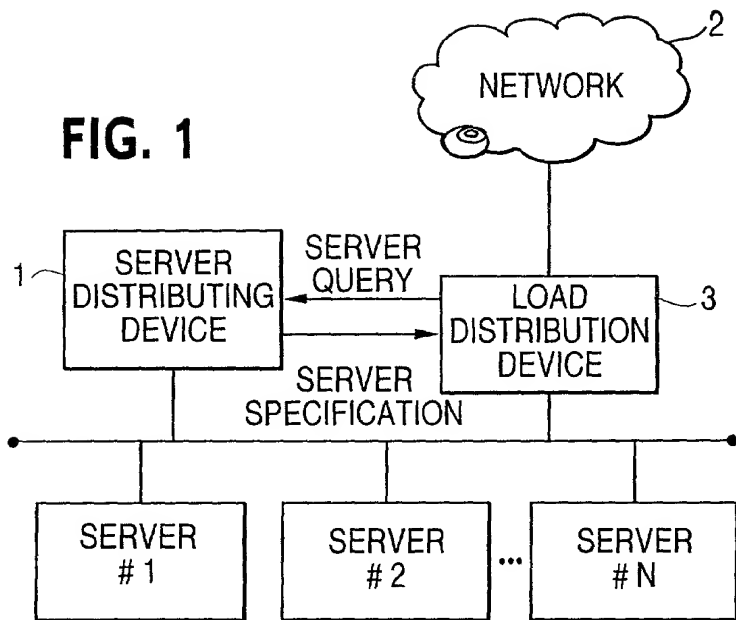 FIG. 1
2
NETWORK
1
SERVER
DISTRIBUTING
DEVICE
SERVER
QUERY
LOAD
DISTRIBUTION
DEVICE
3
SERVER
SPECIFICATION
SERVER
# 1
SERVER
# 2
...
SERVER
# N